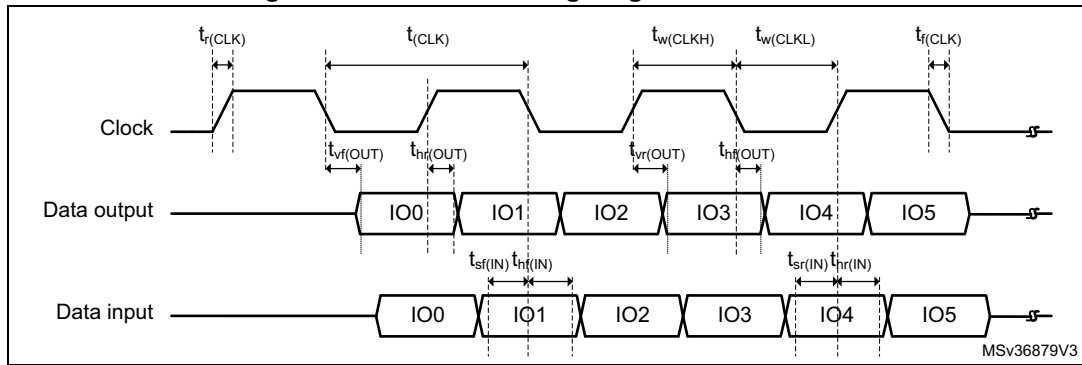 t_r(CLK) t_(CLK) t_w(CLKH) t_w(CLKL) t_f(CLK)
Clock
t_vf(OUT) t_hr(OUT) t_vr(OUT) t_hf(OUT)
Data output IO0 IO1 IO2 IO3 IO4 IO5
t_sf(IN) t_hf(IN) t_sr(IN) t_hr(IN)
Data input IO0 IO1 IO2 IO3 IO4 IO5
MSv36879V3